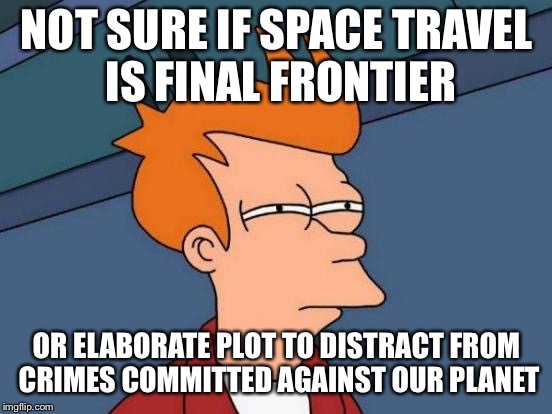 NOT SURE IF SPACE TRAVEL
IS FINAL FRONTIER
OR ELABORATE PLOT TO DISTRACT FROM
CRIMES COMMITTED AGAINST OUR PLANET
imgflip.com